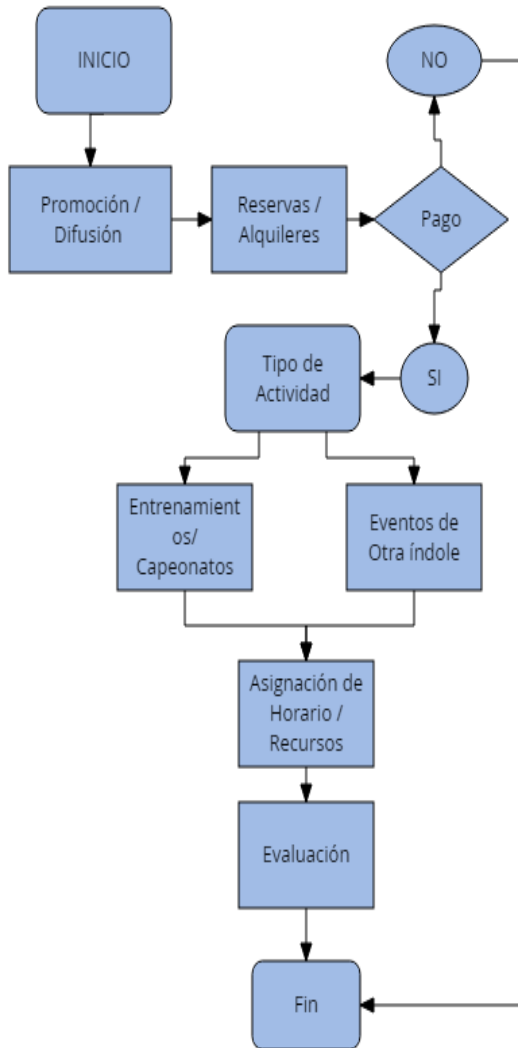 INICIO
NO
Promoción /
Difusión
Reservas /
Alquileres
Pago
Tipo de
Actividad
SI
Entrenamient
os/
Capeonatos
Eventos de
Otra índole
Asignación de
Horario /
Recursos
Evaluación
Fin